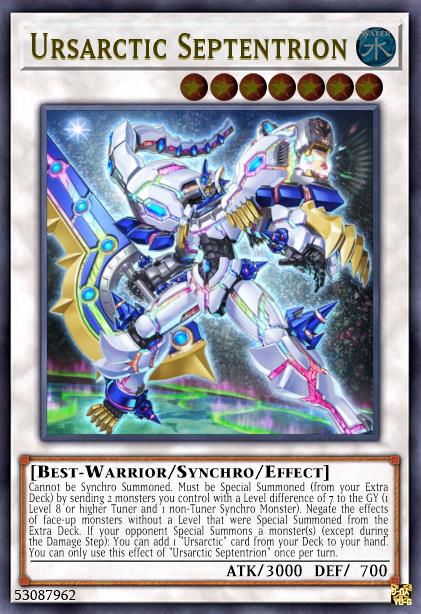 URSARCTIC SEPTENTRION
WATER
水
[BEST-WARRIOR/SYNCHRO/EFFECT]
Cannot be Synchro Summoned. Must be Special Summoned (from your Extra
Deck) by sending 2 monsters you control with a Level difference of 7 to the GY (1
Level 8 or higher Tuner and 1 non-Tuner Synchro Monster). Negate the effects
of face-up monsters without a Level that were Special Summoned from the
Extra Deck. If your opponent Special Summons a monster(s) (except during
the Damage Step): You can add 1 "Ursarctic" card from your Deck to your hand.
You can only use this effect of "Ursarctic Septentrion" once per turn.
ATK/3000 DEF/ 700
53087962